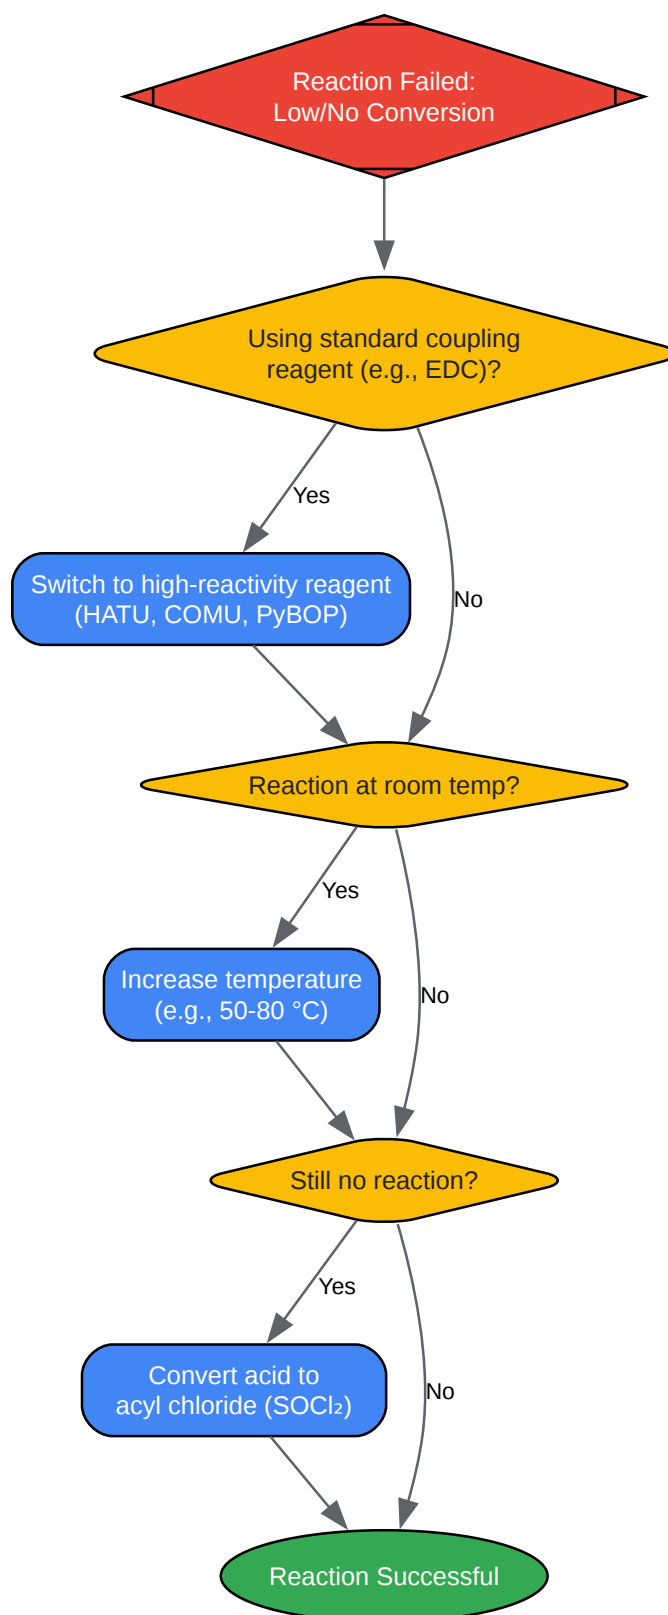 Reaction Failed:
Low/No Conversion
Using standard coupling
reagent (e.g., EDC)?
Yes
Switch to high-reactivity reagent
(HATU, COMU, PyBOP)
No
Reaction at room temp?
Yes
Increase temperature
(e.g., 50-80 °C)
No
Still no reaction?
Yes
Convert acid to
acyl chloride (SOCl₂)
No
Reaction Successful